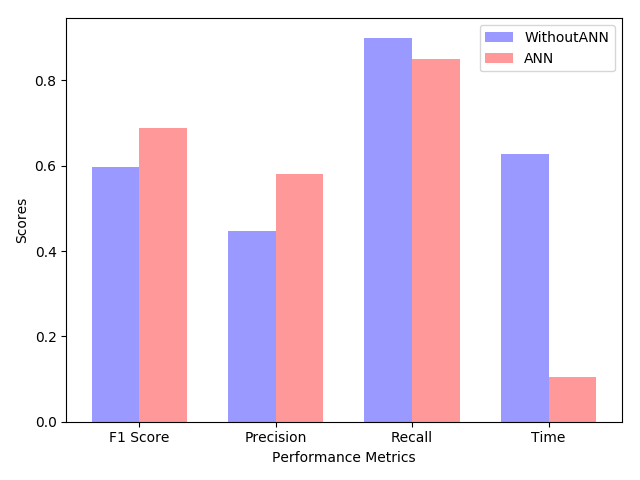 WithoutANN
ANN
Scores
0.8
0.6
0.4
0.2
0.0
F1 Score
Precision
Recall
Time
Performance Metrics